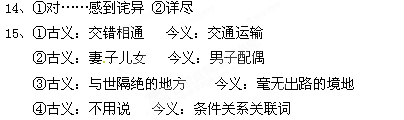 14、①对……感到诧异 ②详尽
15、①古义：交错相通 今义：交通运输
②古义：妻子儿女 今义：男子配偶
③古义：与世隔绝的地方 今义：毫无出路的境地
④古义：不用说 今义：条件关系关联词